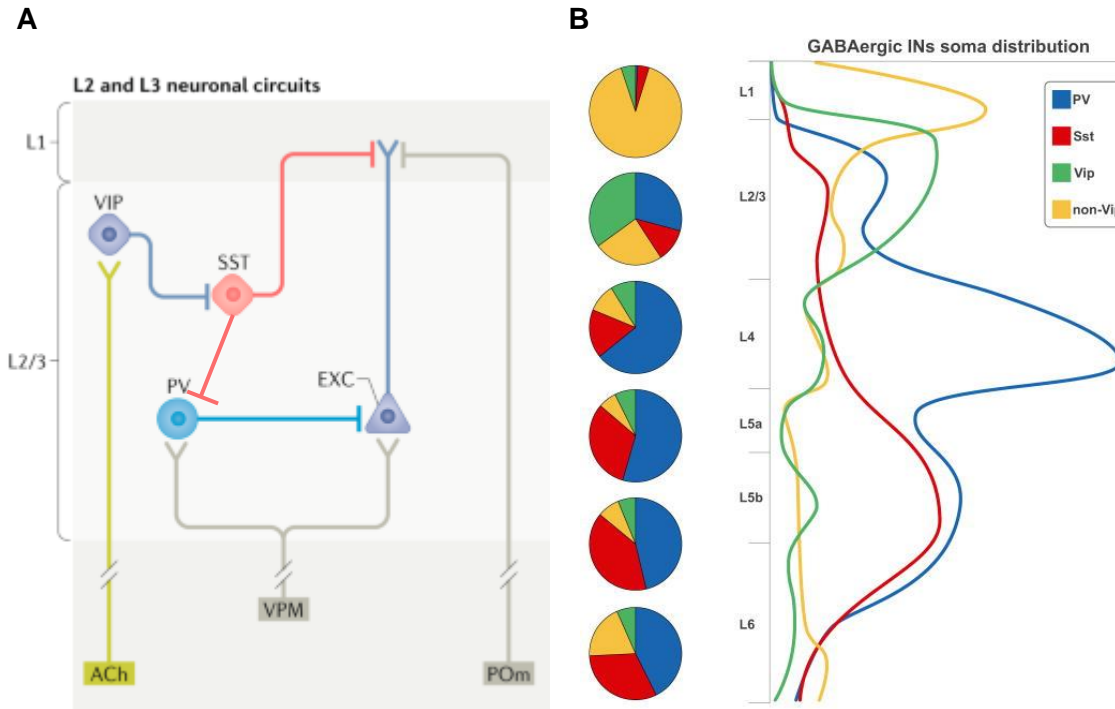 A
L2 and L3 neuronal circuits
L1
VIP
SST
L2/3
PV
EXC
VPM
ACh
POm
B
GABAergic INs soma distribution
L1
L2/3
L4
L5a
L5b
L6
PV
Sst
Vip
non-Vip